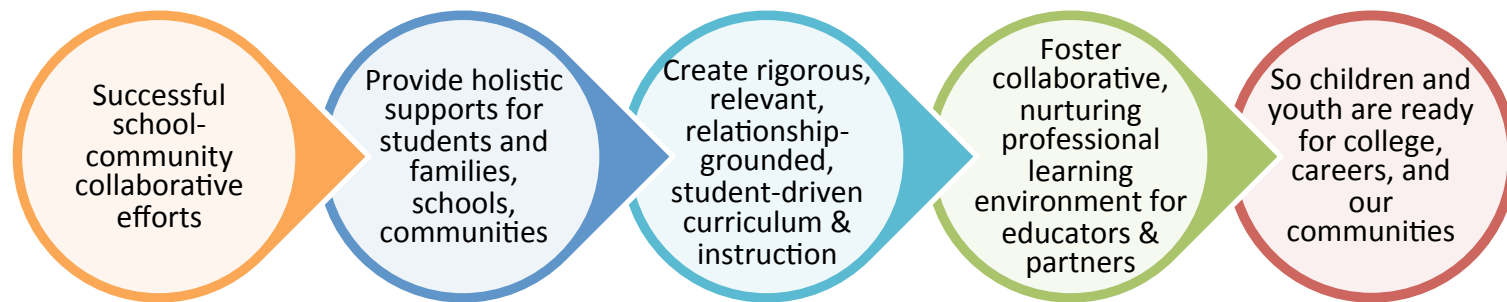 Successful
school-
community
collaborative
efforts
Provide holistic
supports for
students and
families,
schools,
communities
Create rigorous,
relevant,
relationship-
grounded,
student-driven
curriculum &
instruction
Foster
collaborative,
nurturing
professional
learning
environment for
educators &
partners
So children and
youth are ready
for college,
careers, and
our
communities